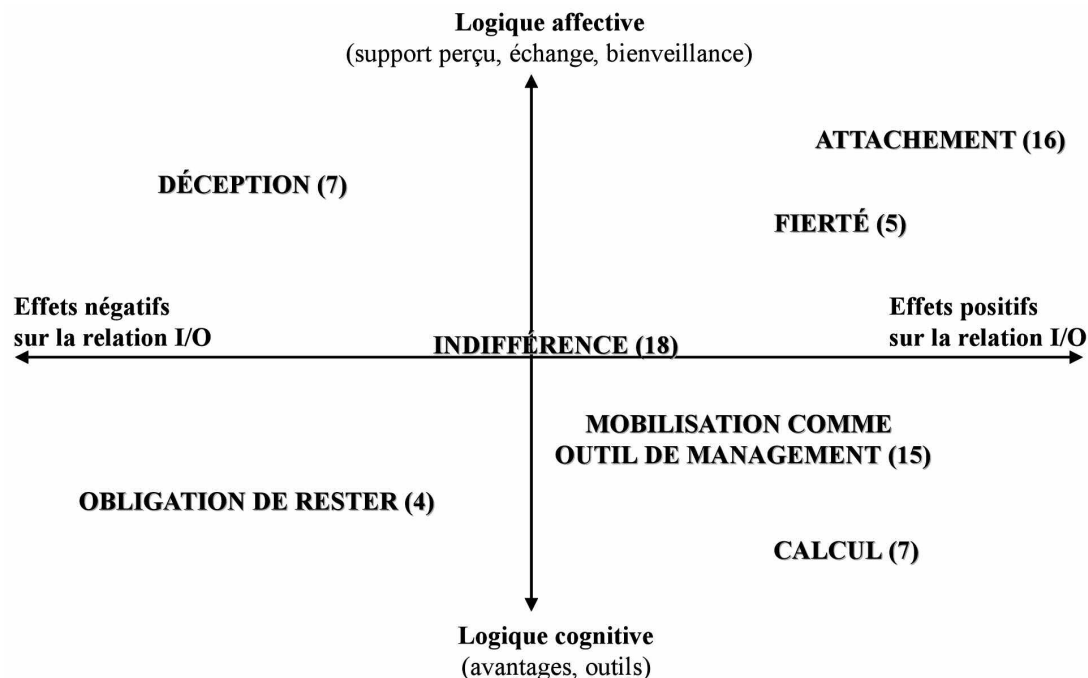 Logique affective
(support perçu, échange, bienveillance)
ATTACHEMENT (16)
DÉCEPTION (7)
FIERTÉ (5)
Effets négatifs
sur la relation I/O
Effets positifs
sur la relation I/O
INDIFFÉRENCE (18)
MOBILISATION COMME
OUTIL DE MANAGEMENT (15)
OBLIGATION DE RESTER (4)
CALCUL (7)
Logique cognitive
(avantages, outils)